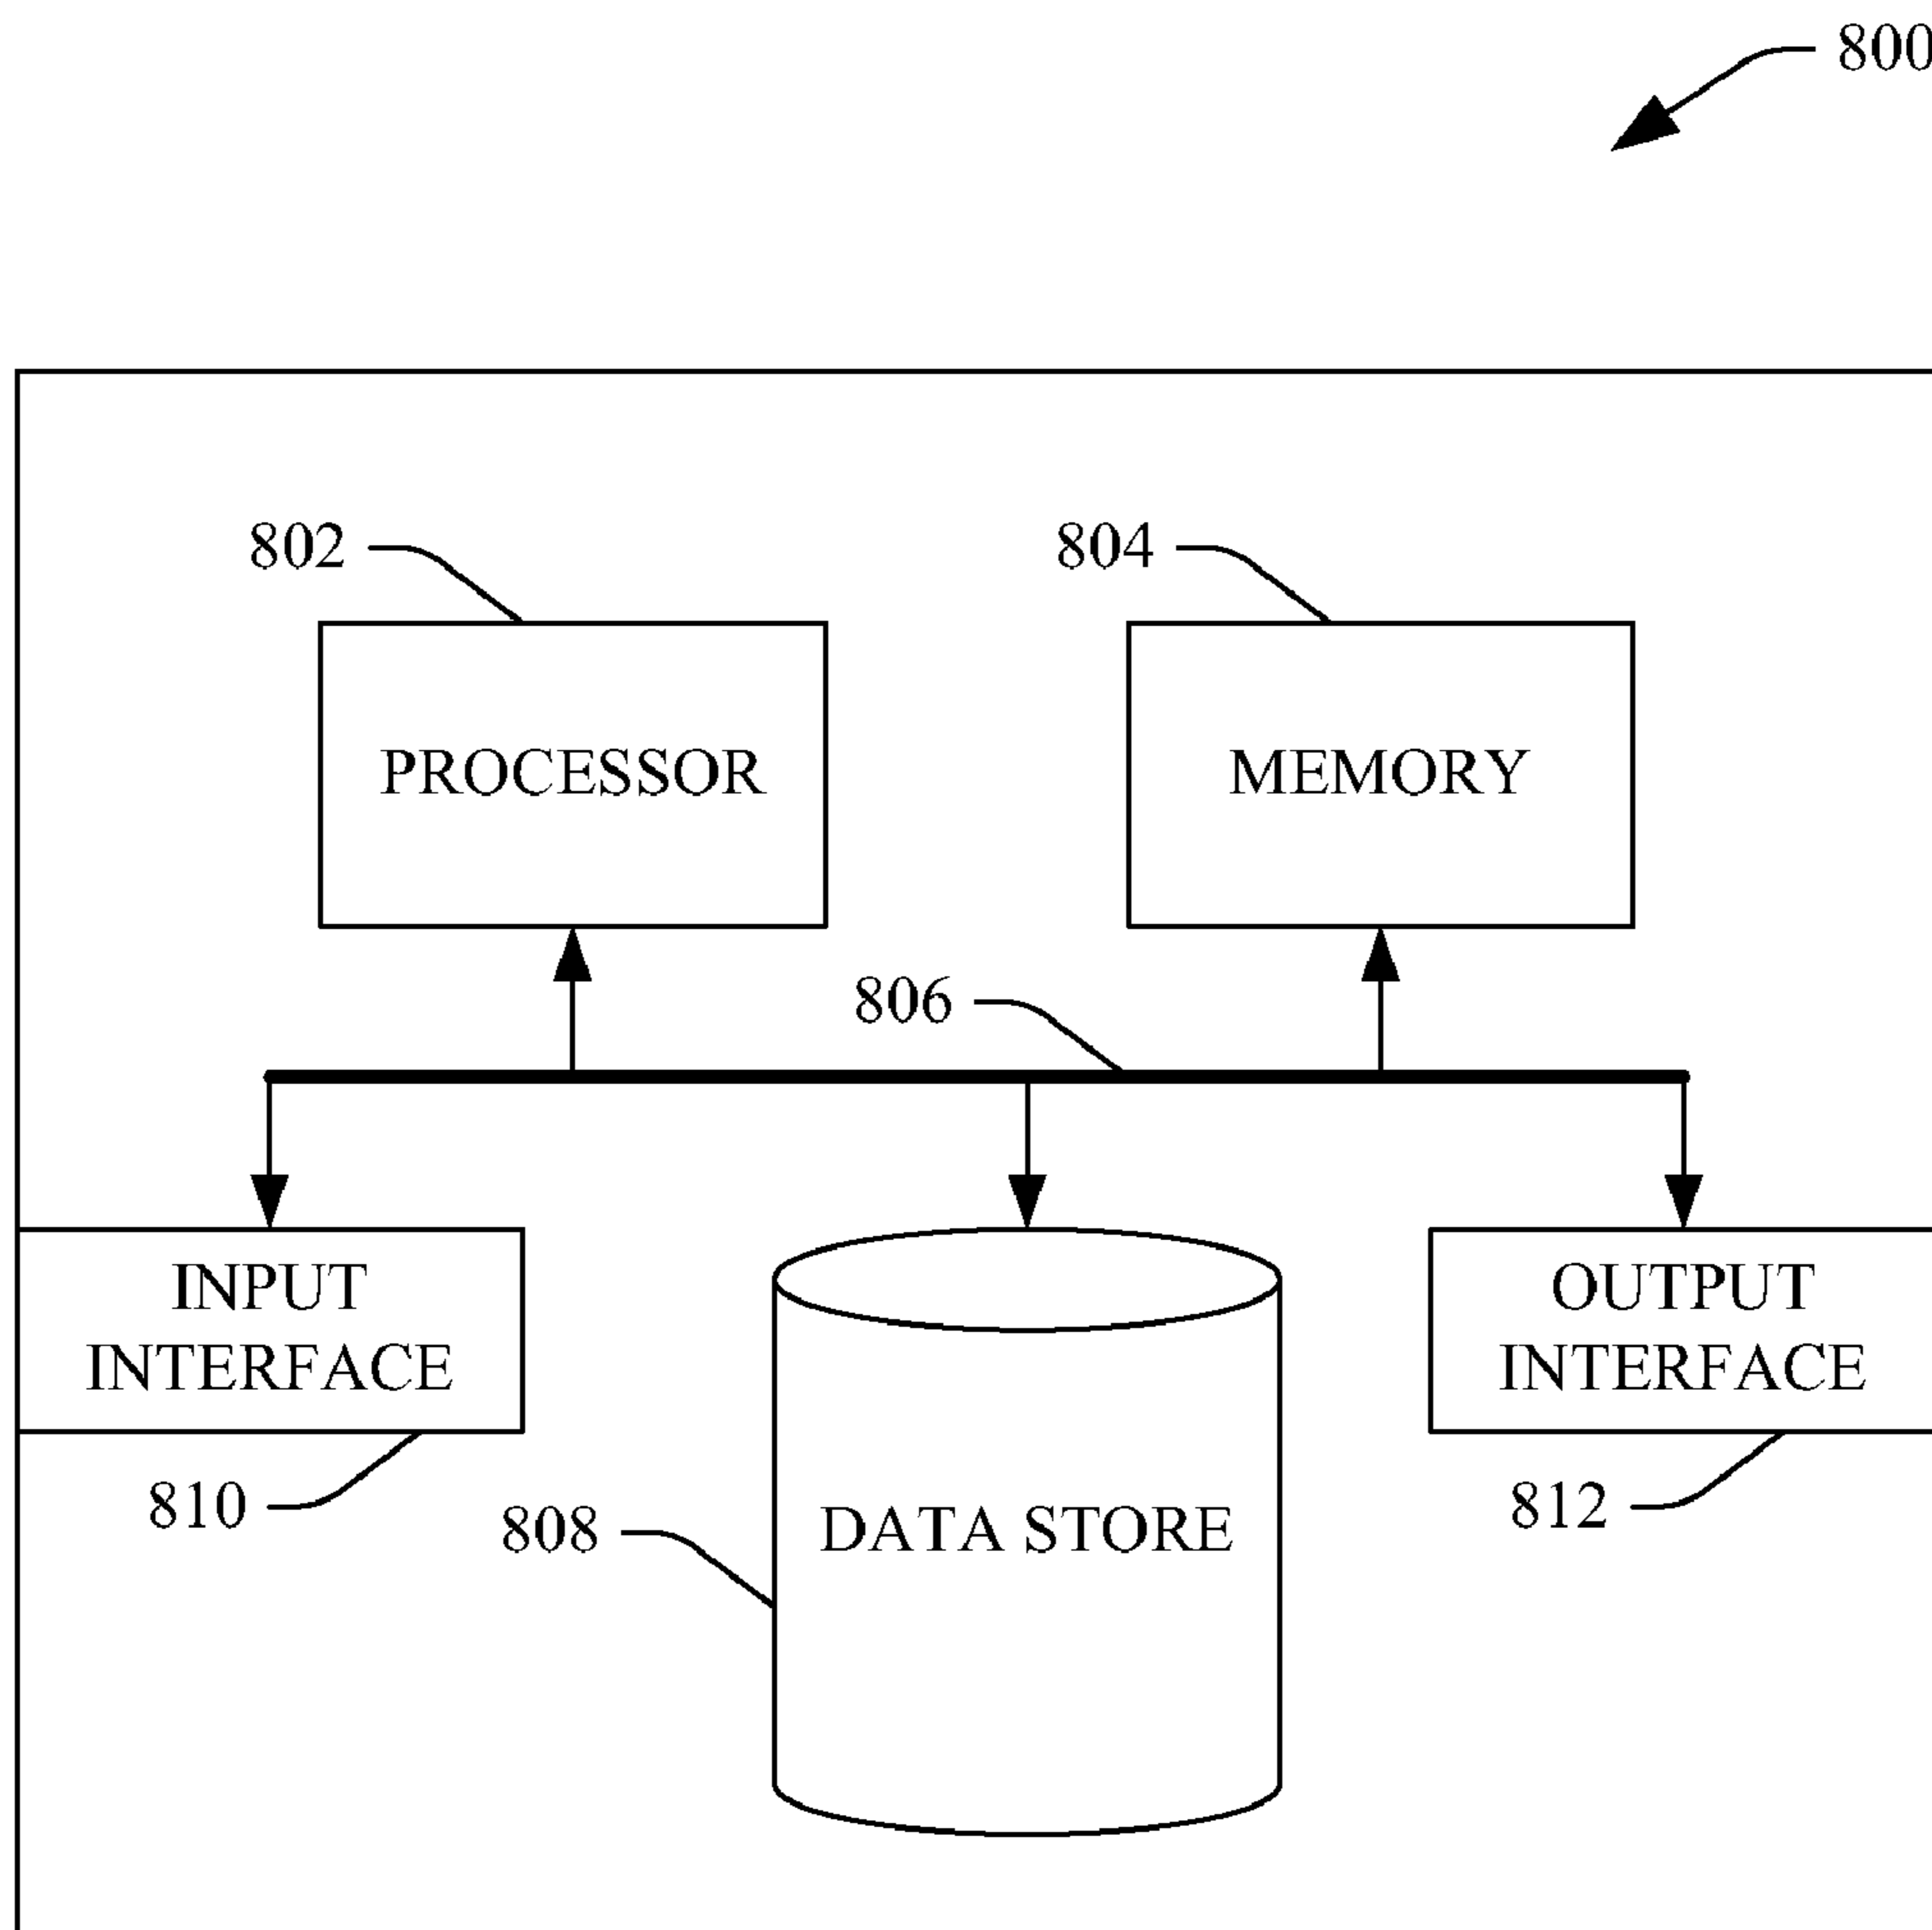 800
802
804
PROCESSOR
MEMORY
806
INPUT
INTERFACE
OUTPUT
INTERFACE
810
808
DATA STORE
812